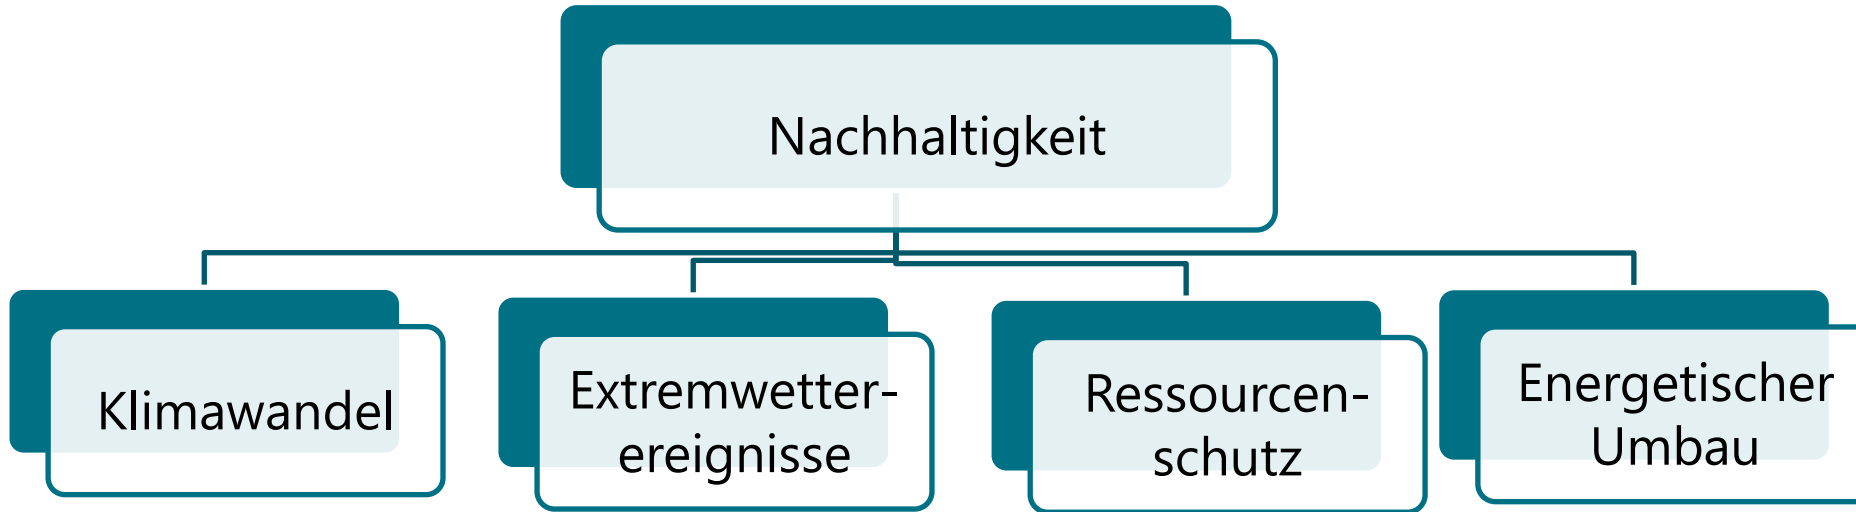 Nachhaltigkeit
Klimawandel
Extremwetter-
ereignisse
Ressourcen-
schutz
Energetischer
Umbau